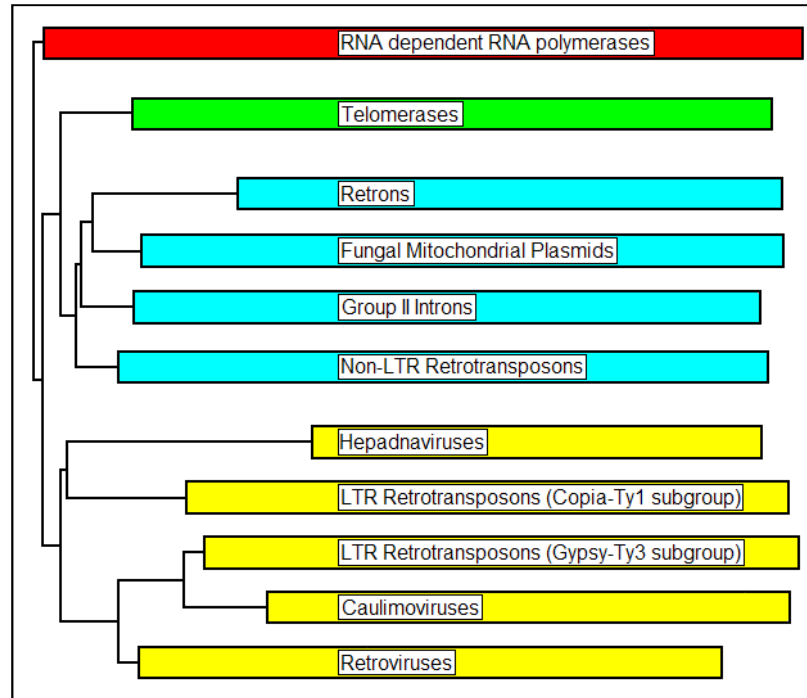 RNA dependent RNA polymerases
Telomerases
Retrons
Fungal Mitochondrial Plasmids
Group II Introns
Non-LTR Retrotransposons
Hepadnaviruses
LTR Retrotransposons (Copia-Ty1 subgroup)
LTR Retrotransposons (Gypsy-Ty3 subgroup)
Caulimoviruses
Retroviruses